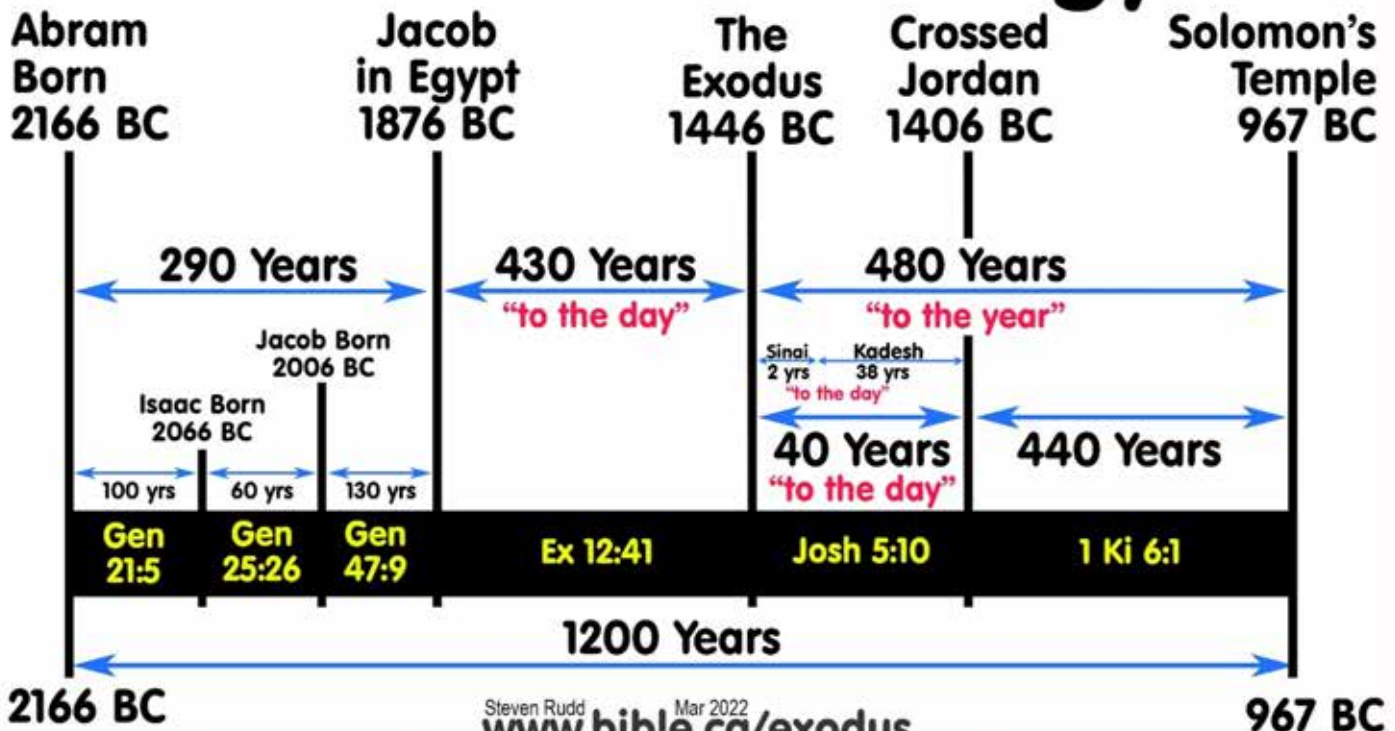 Abram
Born
2166 BC
Jacob
in Egypt
1876 BC
The
Exodus
1446 BC
Crossed
Jordan
1406 BC
Solomon's
Temple
967 BC
290 Years
430 Years
"to the day"
480 Years
"to the year"
Jacob Born
2006 BC
Isaac Born
2066 BC
Sinai
2 yrs
Kadesh
38 yrs
"to the day"
40 Years
"to the day"
440 Years
100 yrs
60 yrs
130 yrs
Gen
21:5
Gen
25:26
Gen
47:9
Ex 12:41
Josh 5:10
1 Ki 6:1
1200 Years
2166 BC
967 BC
Steven Rudd
Mar 2022
www.bible.ca/exodus